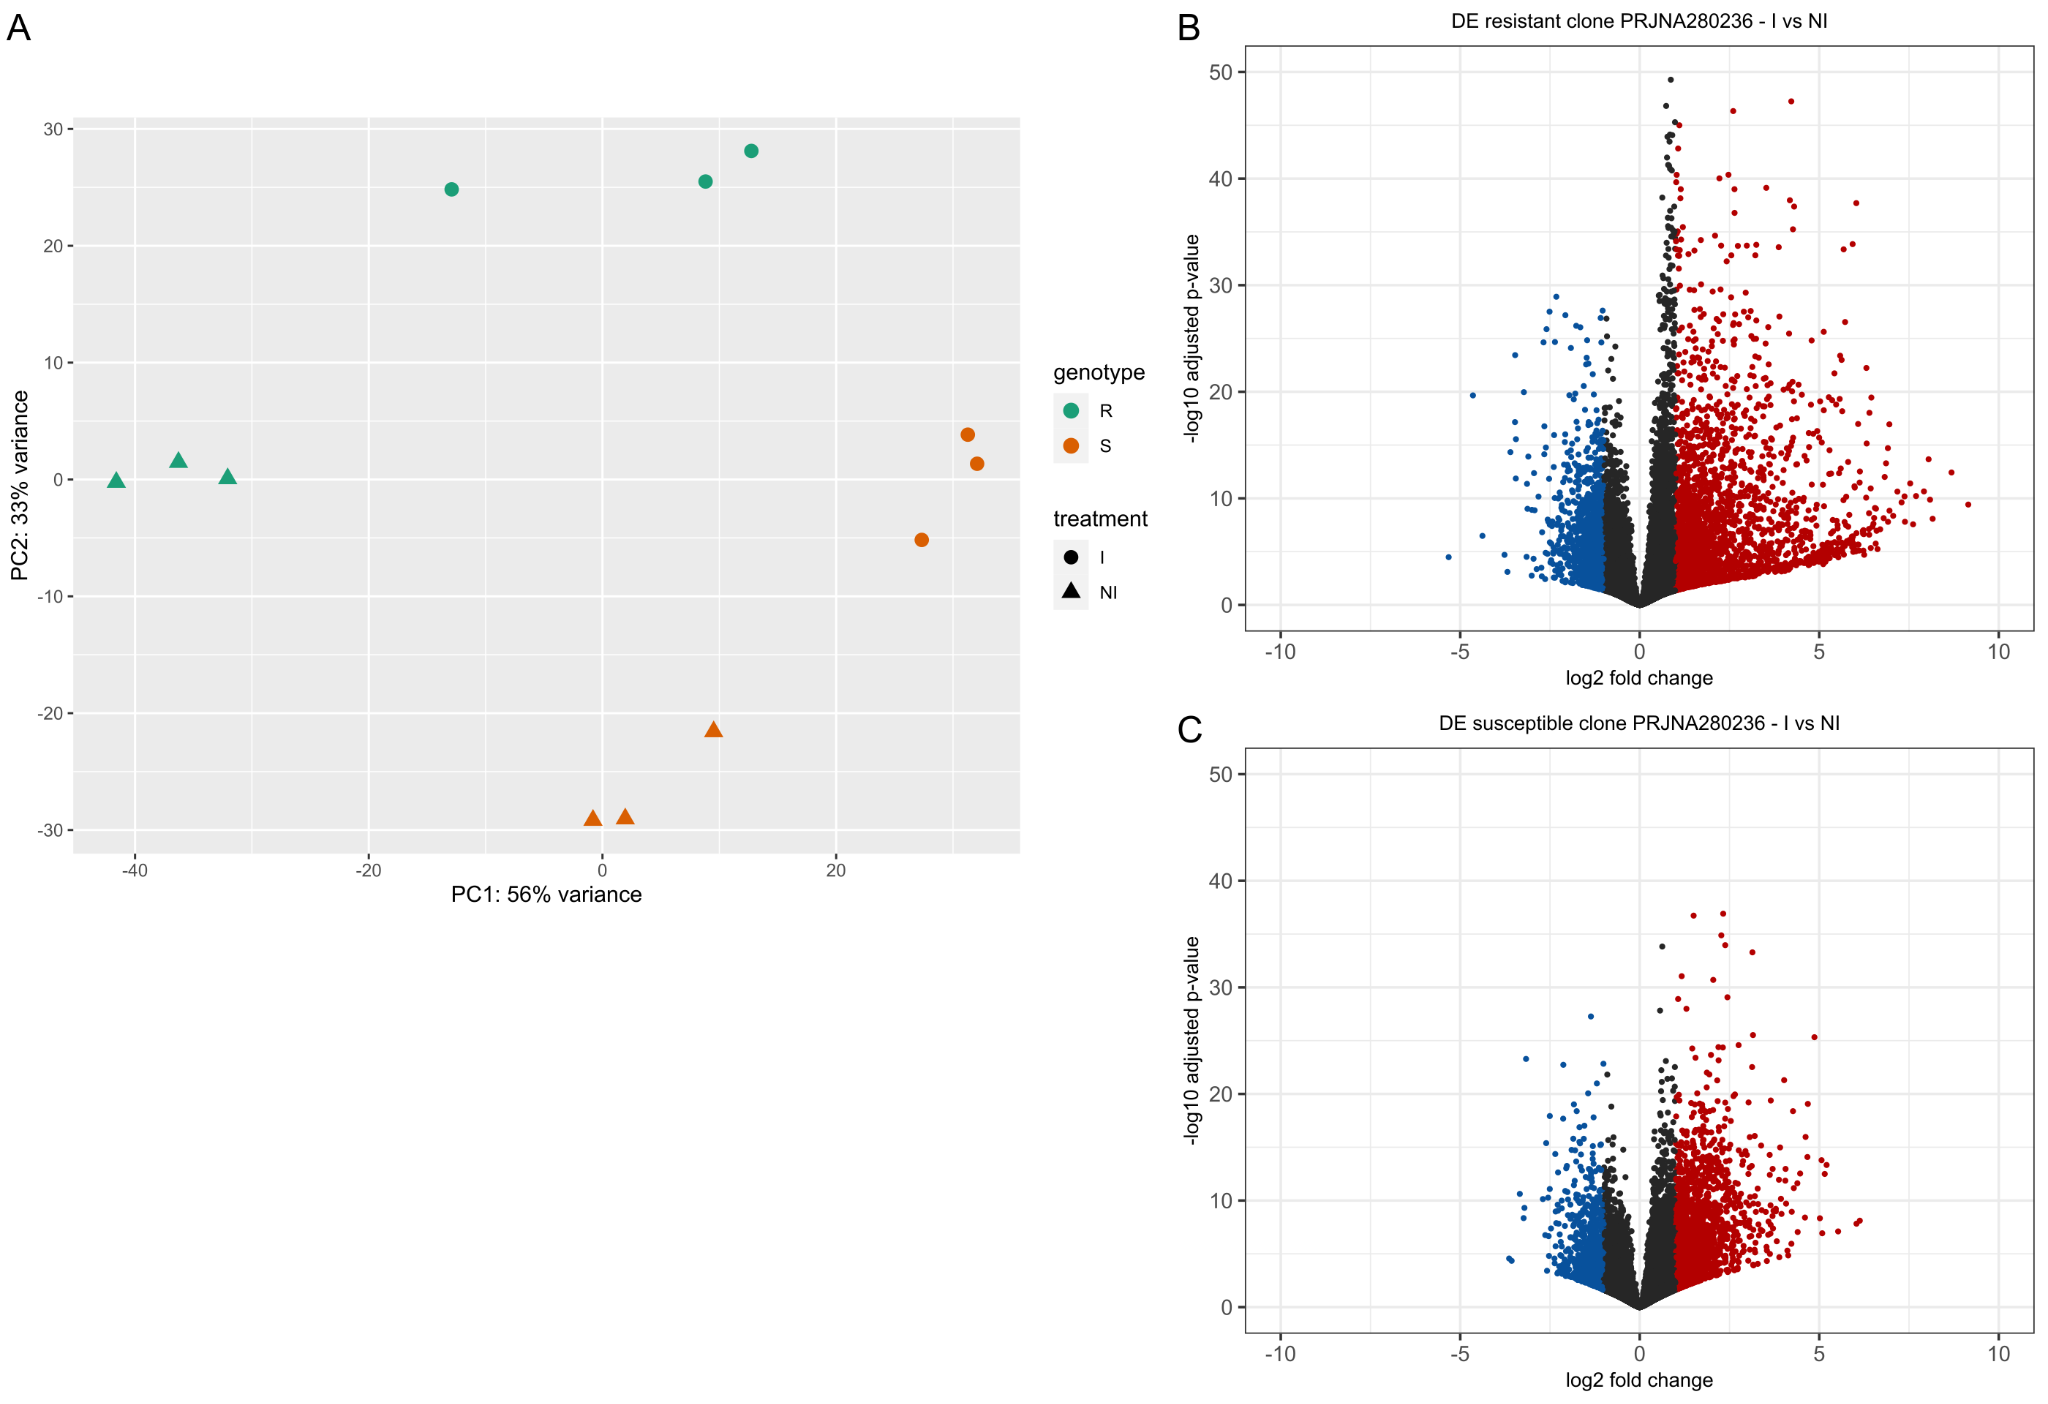 A
30
20
10
0
-10
-20
-30
PC2: 33% variance
-40
-20
0
20
PC1: 56% variance
genotype
R
S
treatment
I
NI
B
DE resistant clone PRJNA280236 - I vs NI
50
40
30
20
10
0
-log10 adjusted p-value
-10
-5
0
5
10
log2 fold change
C
DE susceptible clone PRJNA280236 - I vs NI
50
40
30
20
10
0
-log10 adjusted p-value
-10
-5
0
5
10
log2 fold change